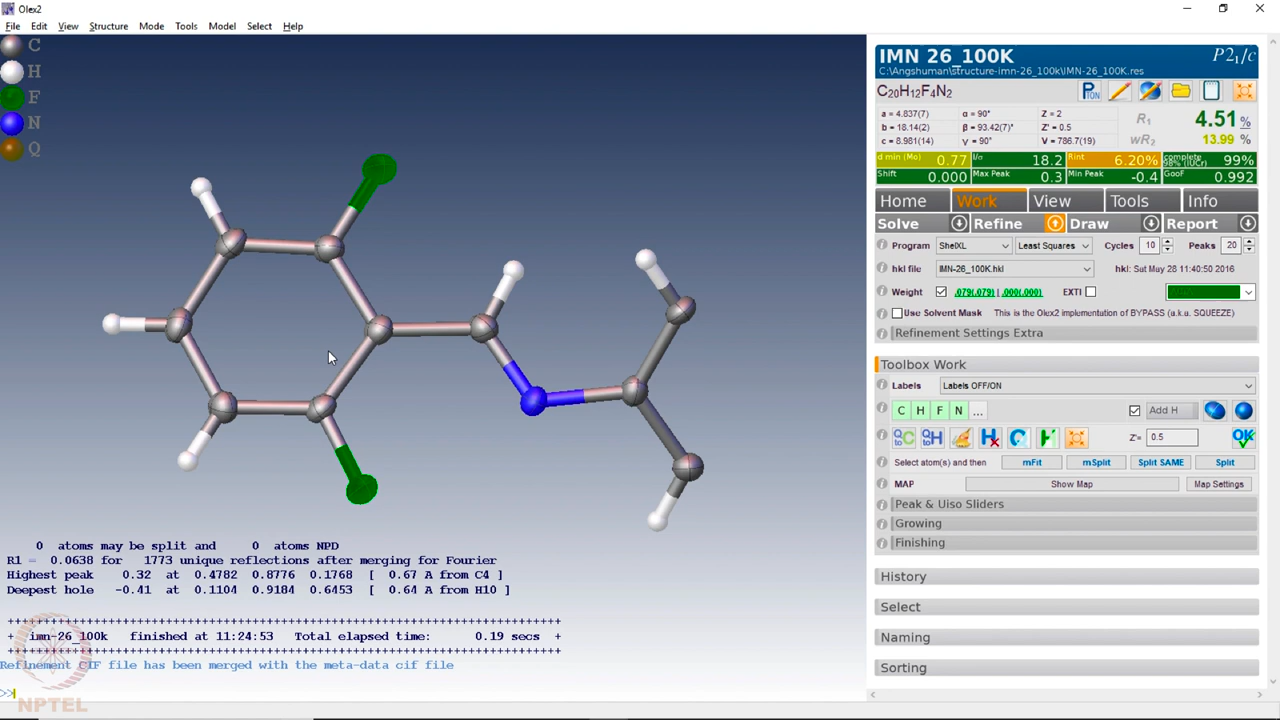 Olex2
File Edit View Structure Mode Tools Model Select Help
C
H
F
N
Q
IMN 26_100K
P21/c
C:\Angshuman\structure-imn-26_100k\IMN-26_100K.res
C20H12F4N2
a = 4.837(7) α = 90° Z = 2
b = 18.14(2) β = 93.42(7)° Z' = 0.5
c = 8.981(14) γ = 90° V = 786.7(19)
R1 4.51 %
wR2 13.99 %
d min (Mo) 0.77 I/σ 18.2 Rint 6.20% complete 98% (IUCr) 99%
Shift 0.000 Max Peak 0.3 Min Peak -0.4 GooF 0.992
Home Work View Tools Info
Solve Refine Draw Report
Program ShelXL Least Squares Cycles 10 Peaks 20
hkl file IMN-26_100K.hkl hkl: Sat May 28 11:40:50 2016
Weight .079(.079) | .000(.000) EXTI
Use Solvent Mask This is the Olex2 implementation of BYPASS (a.k.a. SQUEEZE)
Refinement Settings Extra
Toolbox Work
Labels Labels OFF/ON
C H F N ... Add H
Z'= 0.5 OK
Select atom(s) and then mFit mSplit Split SAME Split
MAP Show Map Map Settings
Peak & Uiso Sliders
Growing
Finishing
History
Select
Naming
Sorting
0 atoms may be split and 0 atoms NPD
R1 = 0.0638 for 1773 unique reflections after merging for Fourier
Highest peak 0.32 at 0.4782 0.8776 0.1768 [ 0.67 A from C4 ]
Deepest hole -0.41 at 0.1104 0.9184 0.6453 [ 0.64 A from H10 ]
+++++++++++++++++++++++++++++++++++++++++++++++++++++++++++++++++++++++
+ imn-26_100k finished at 11:24:53 Total elapsed time: 0.19 secs +
+++++++++++++++++++++++++++++++++++++++++++++++++++++++++++++++++++++++
Refinement CIF file has been merged with the meta-data cif file
>>
NPTEL